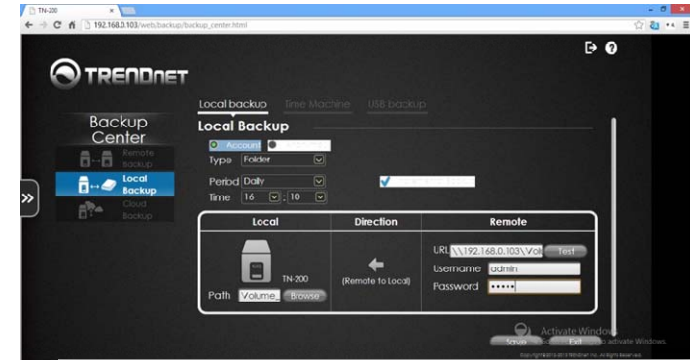 TN-200
192.168.0.103/web/backup/backup_center.html
TRENDNET
Local backup Time Machine USB backup
Backup Center
Local Backup
Account
Remote Backup
Type Folder
Local Backup
Period Daily
Cloud Backup
Time 16 : 10
Local Direction Remote
URL \\192.168.0.103\Vol Test
TN-200
(Remote to Local)
Username admin
Password •••••
Path Volume_ Browse
Activate Windows
Save Exit to activate Windows.